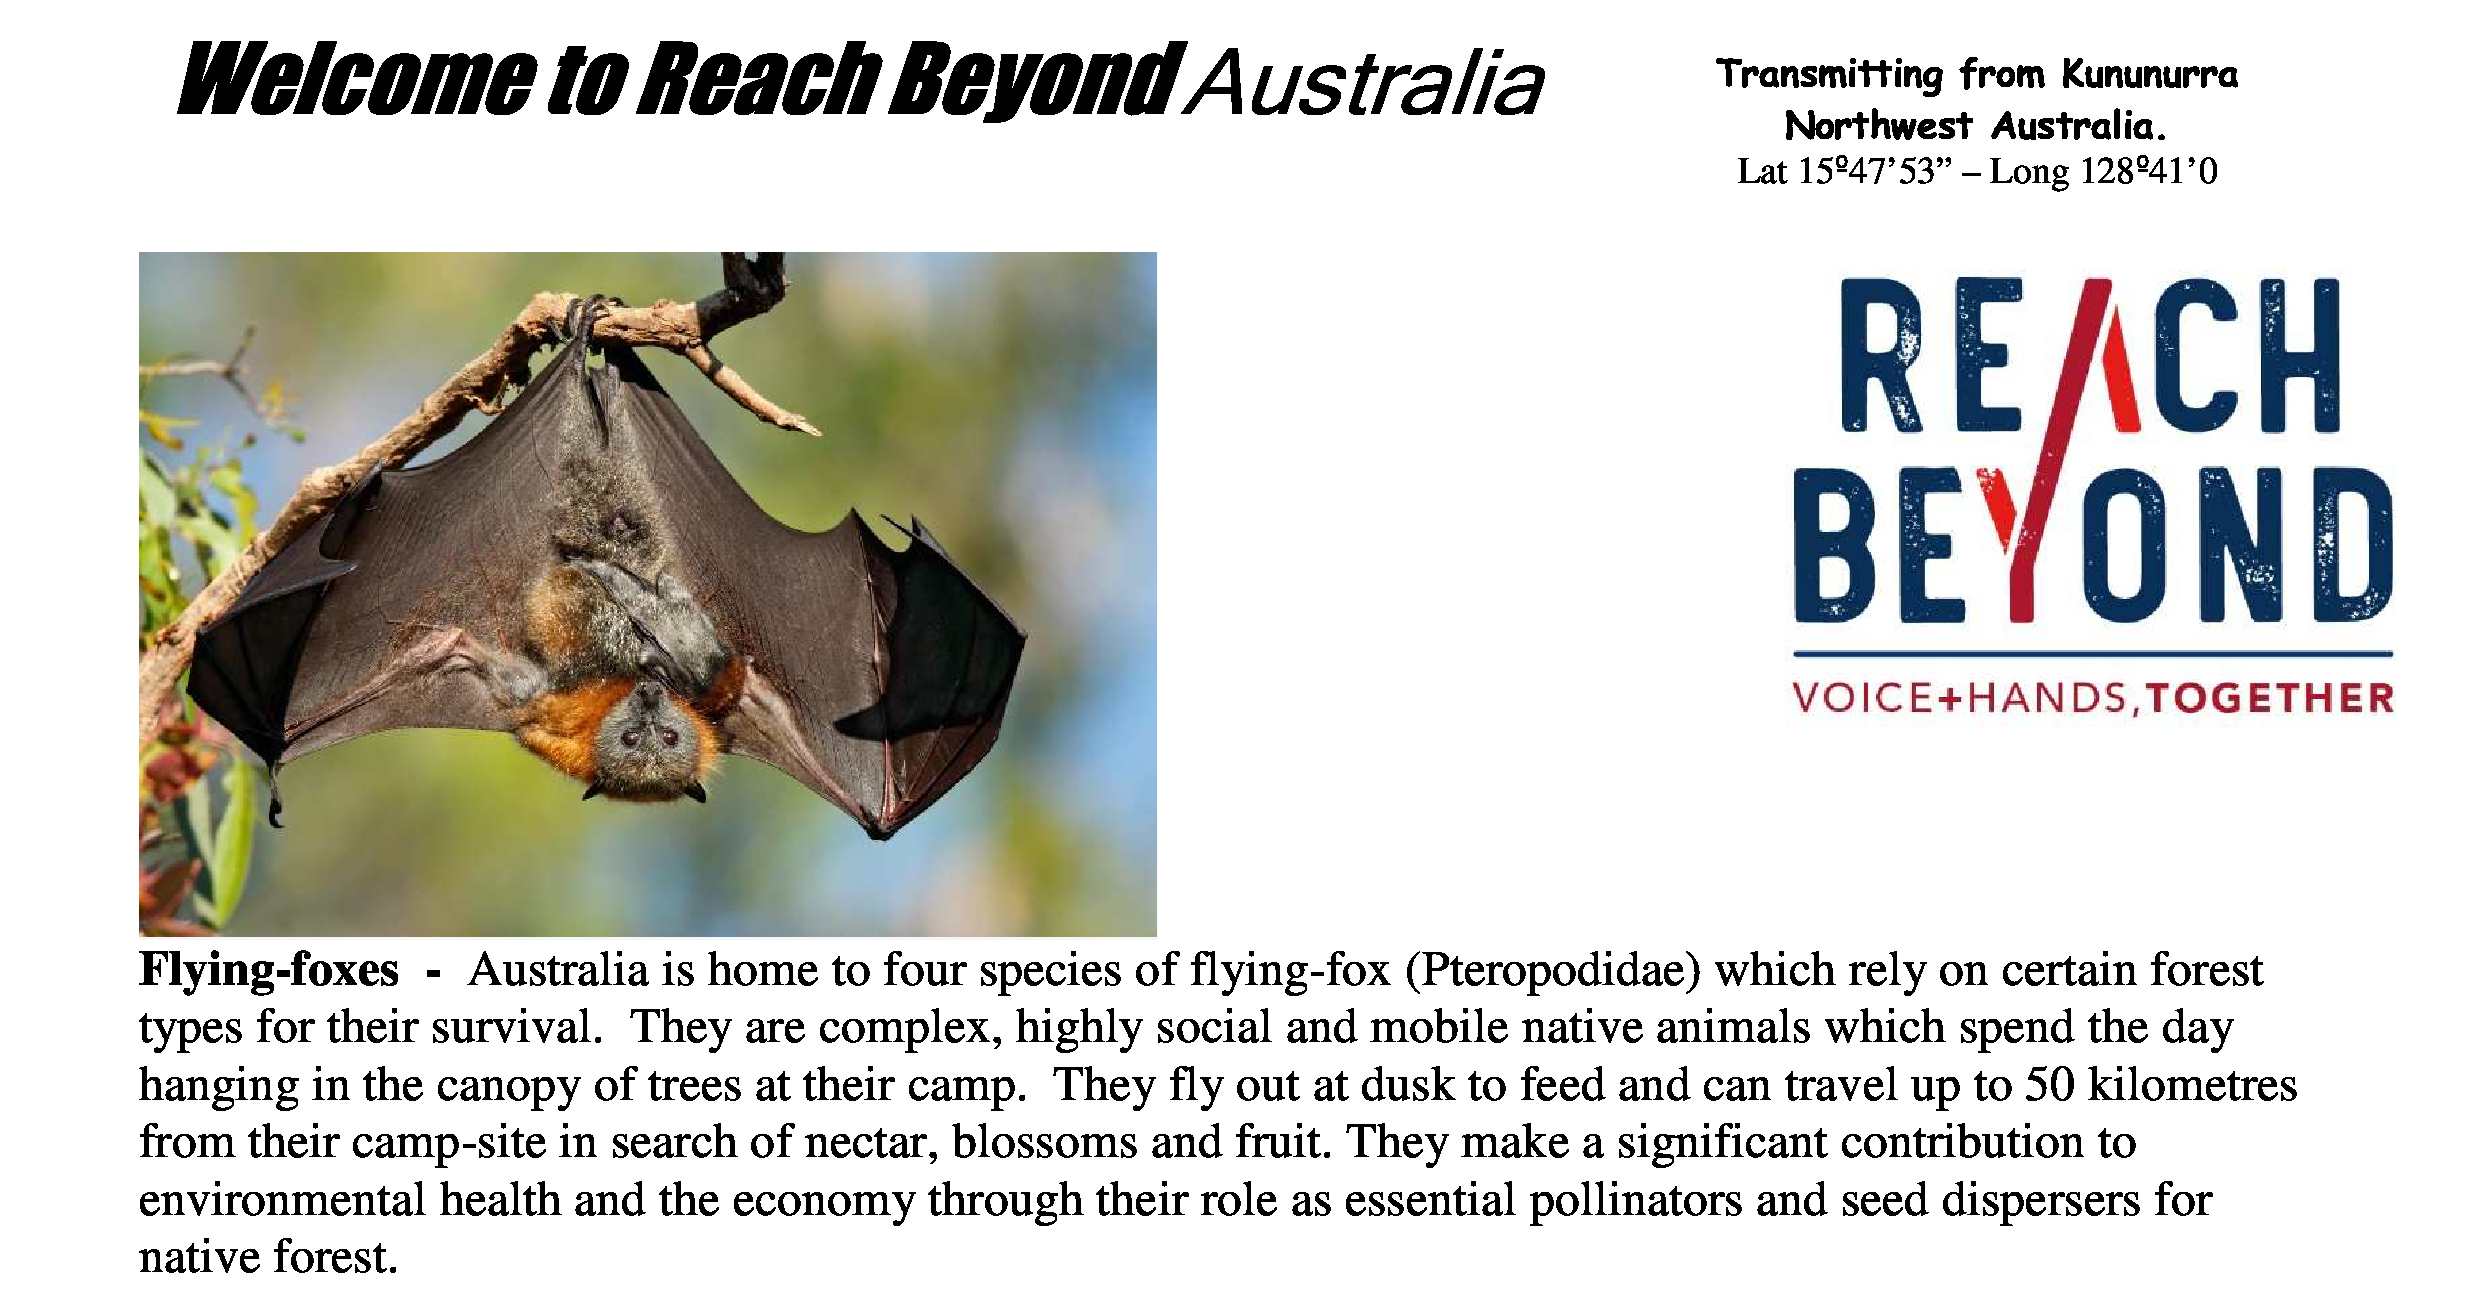 Welcome to Reach Beyond Australia
Transmitting from Kununurra
Northwest Australia.
Lat 15º47’53” – Long 128º41’0
REACH
BEYOND
VOICE+HANDS,TOGETHER
Flying-foxes - Australia is home to four species of flying-fox (Pteropodidae) which rely on certain forest
types for their survival. They are complex, highly social and mobile native animals which spend the day
hanging in the canopy of trees at their camp. They fly out at dusk to feed and can travel up to 50 kilometres
from their camp-site in search of nectar, blossoms and fruit. They make a significant contribution to
environmental health and the economy through their role as essential pollinators and seed dispersers for
native forest.